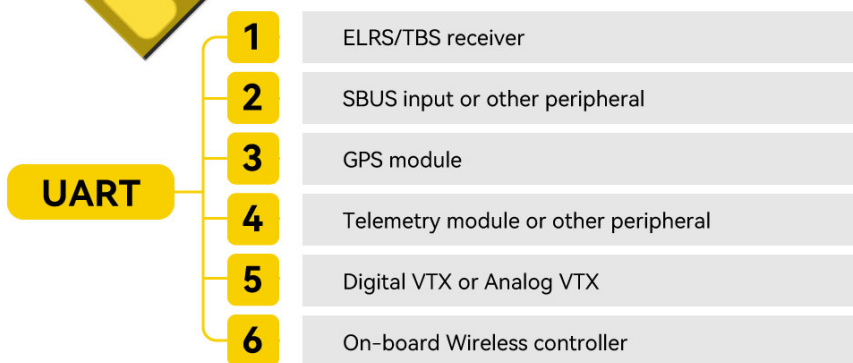 1 ELRS/TBS receiver
2 SBUS input or other peripheral
3 GPS module
UART
4 Telemetry module or other peripheral
5 Digital VTX or Analog VTX
6 On-board Wireless controller